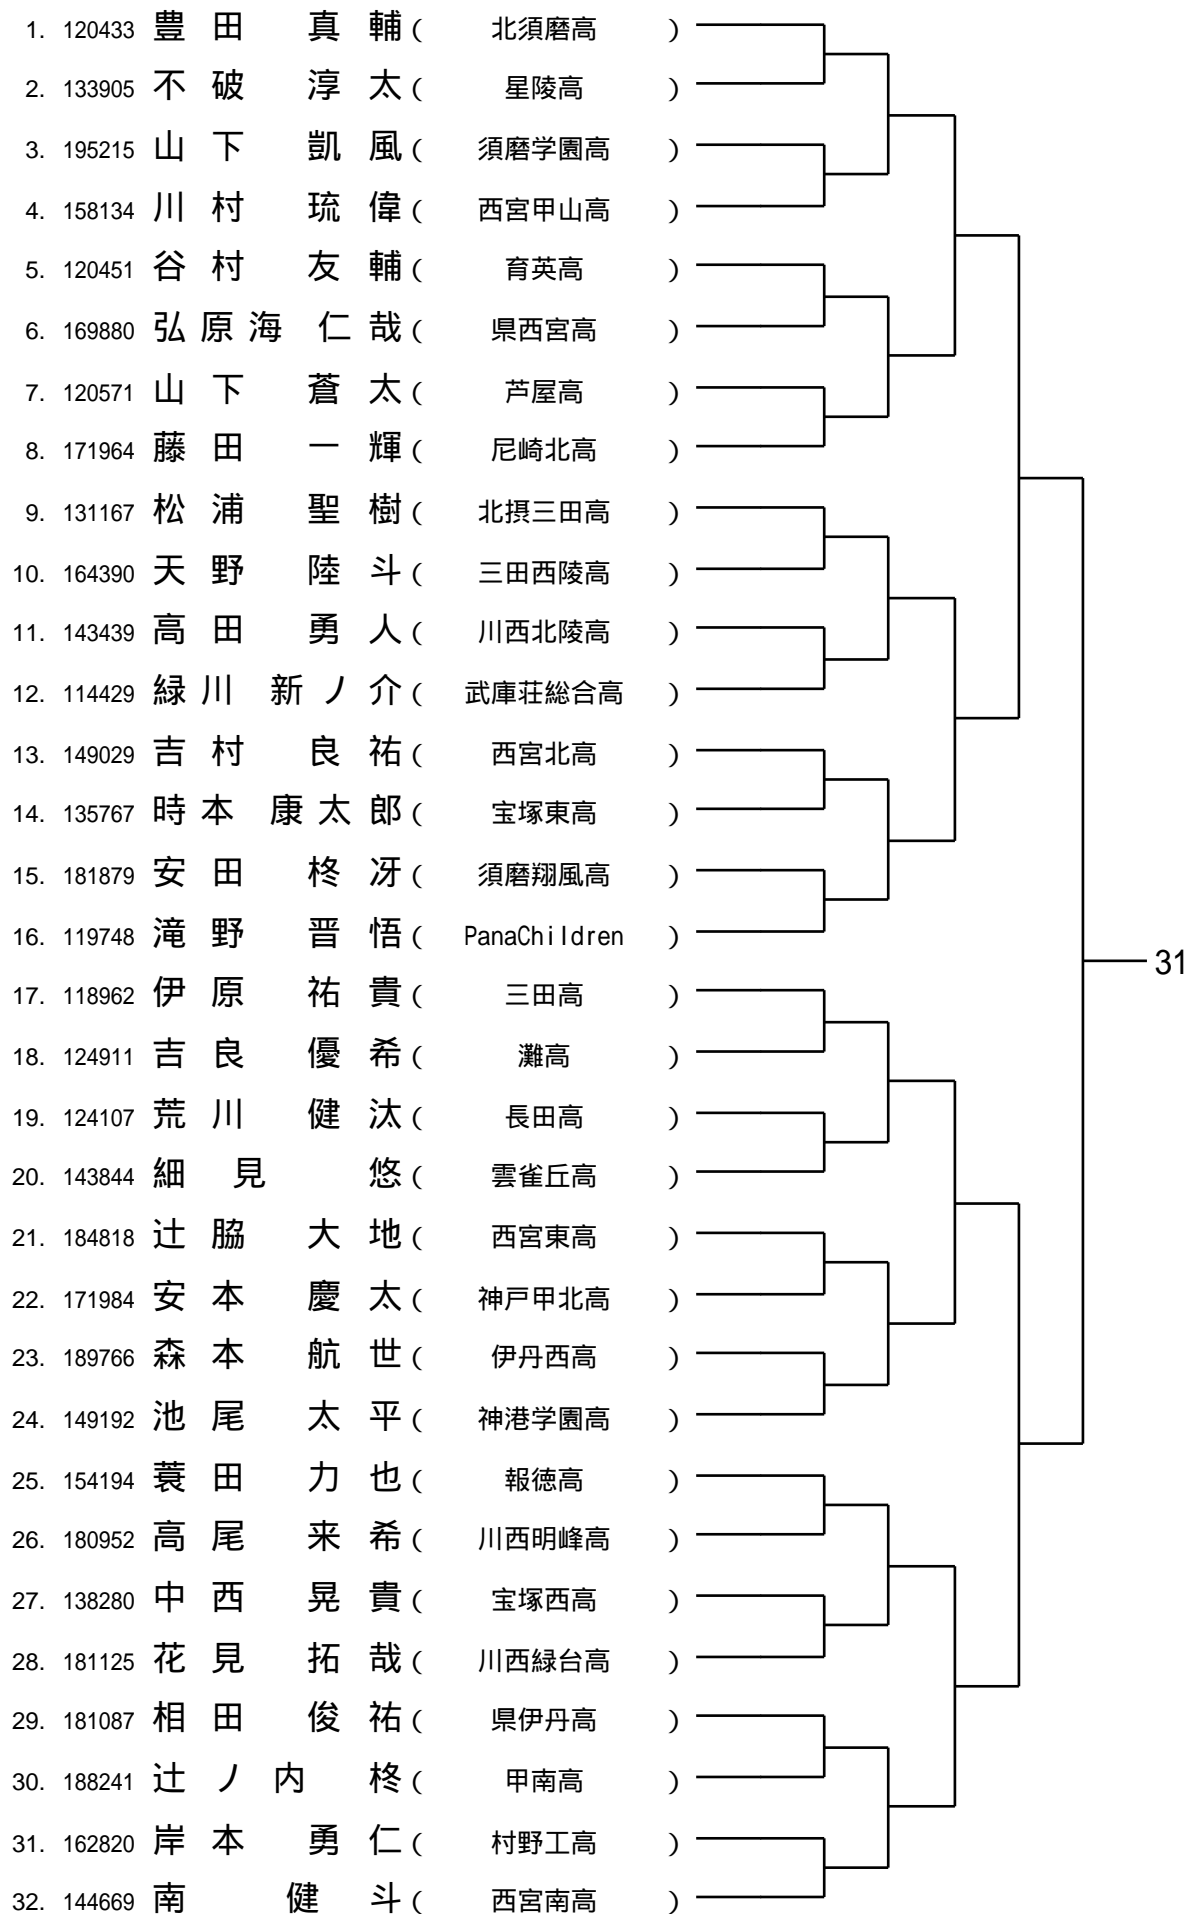 1. 120433 豊田 真輔( 北須磨高 )
2. 133905 不破 淳太( 星陵高 )
3. 195215 山下 凱風( 須磨学園高 )
4. 158134 川村 琉偉( 西宮甲山高 )
5. 120451 谷村 友輔( 育英高 )
6. 169880 弘原海 仁哉( 県西宮高 )
7. 120571 山下 蒼太( 芦屋高 )
8. 171964 藤田 一輝( 尼崎北高 )
9. 131167 松浦 聖樹( 北摂三田高 )
10. 164390 天野 陸斗( 三田西陵高 )
11. 143439 高田 勇人( 川西北陵高 )
12. 114429 緑川 新ノ介( 武庫荘総合高 )
13. 149029 吉村 良祐( 西宮北高 )
14. 135767 時本 康太郎( 宝塚東高 )
15. 181879 安田 柊冴( 須磨翔風高 )
16. 119748 滝野 晋悟( PanaChildren )
31
17. 118962 伊原 祐貴( 三田高 )
18. 124911 吉良 優希( 灘高 )
19. 124107 荒川 健汰( 長田高 )
20. 143844 細見 悠( 雲雀丘高 )
21. 184818 辻脇 大地( 西宮東高 )
22. 171984 安本 慶太( 神戸甲北高 )
23. 189766 森本 航世( 伊丹西高 )
24. 149192 池尾 太平( 神港学園高 )
25. 154194 蓑田 力也( 報徳高 )
26. 180952 高尾 来希( 川西明峰高 )
27. 138280 中西 晃貴( 宝塚西高 )
28. 181125 花見 拓哉( 川西緑台高 )
29. 181087 相田 俊祐( 県伊丹高 )
30. 188241 辻ノ内 柊( 甲南高 )
31. 162820 岸本 勇仁( 村野工高 )
32. 144669 南 健斗( 西宮南高 )